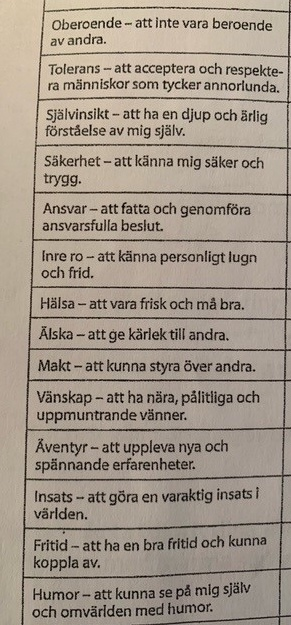 Oberoende – att inte vara beroende
av andra.
Tolerans – att acceptera och respekte-
ra människor som tycker annorlunda.
Självinsikt – att ha en djup och ärlig
förståelse av mig själv.
Säkerhet – att känna mig säker och
trygg.
Ansvar – att fatta och genomföra
ansvarsfulla beslut.
Inre ro – att känna personligt lugn
och frid.
Hälsa – att vara frisk och må bra.
Älska – att ge kärlek till andra.
Makt – att kunna styra över andra.
Vänskap – att ha nära, pålitliga och
uppmuntrande vänner.
Äventyr – att uppleva nya och
spännande erfarenheter.
Insats – att göra en varaktig insats i
världen.
Fritid – att ha en bra fritid och kunna
koppla av.
Humor – att kunna se på mig själv
och omvärlden med humor.